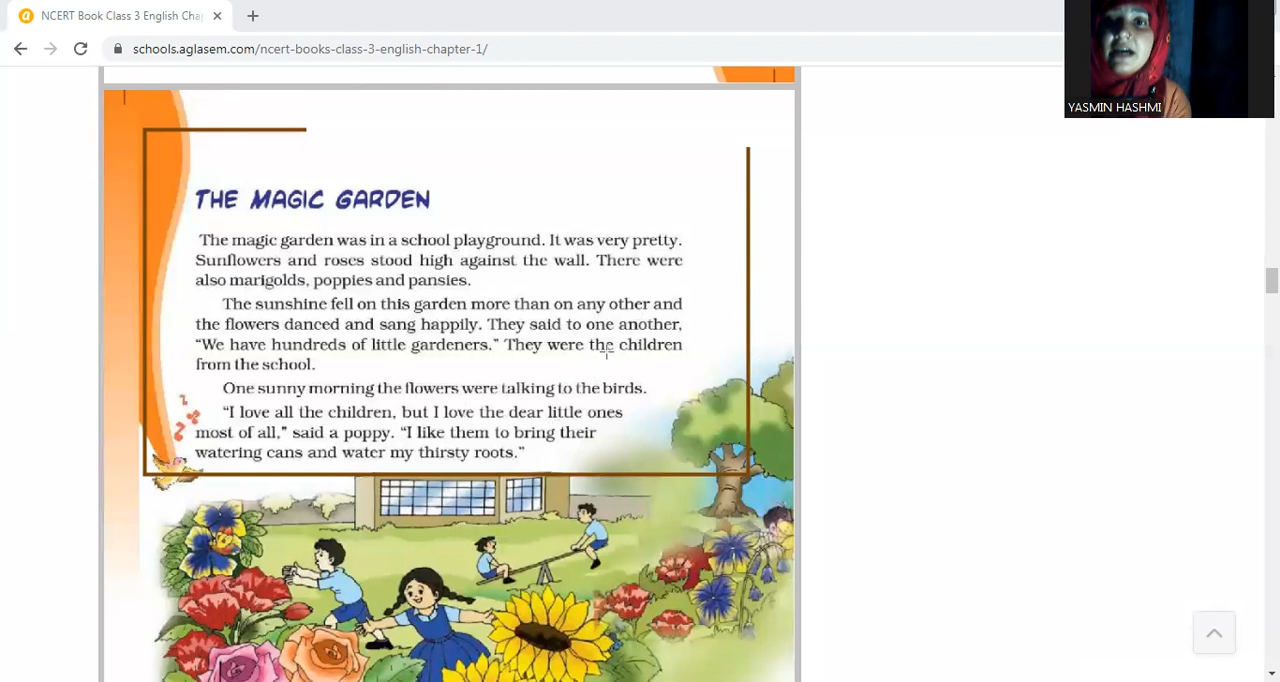 NCERT Book Class 3 English Cha
schools.aglasem.com/ncert-books-class-3-english-chapter-1/
YASMIN HASHMI
THE MAGIC GARDEN
The magic garden was in a school playground. It was very pretty.
Sunflowers and roses stood high against the wall. There were
also marigolds, poppies and pansies.
The sunshine fell on this garden more than on any other and
the flowers danced and sang happily. They said to one another,
“We have hundreds of little gardeners.” They were the children
from the school.
One sunny morning the flowers were talking to the birds.
“I love all the children, but I love the dear little ones
most of all,” said a poppy. “I like them to bring their
watering cans and water my thirsty roots.”